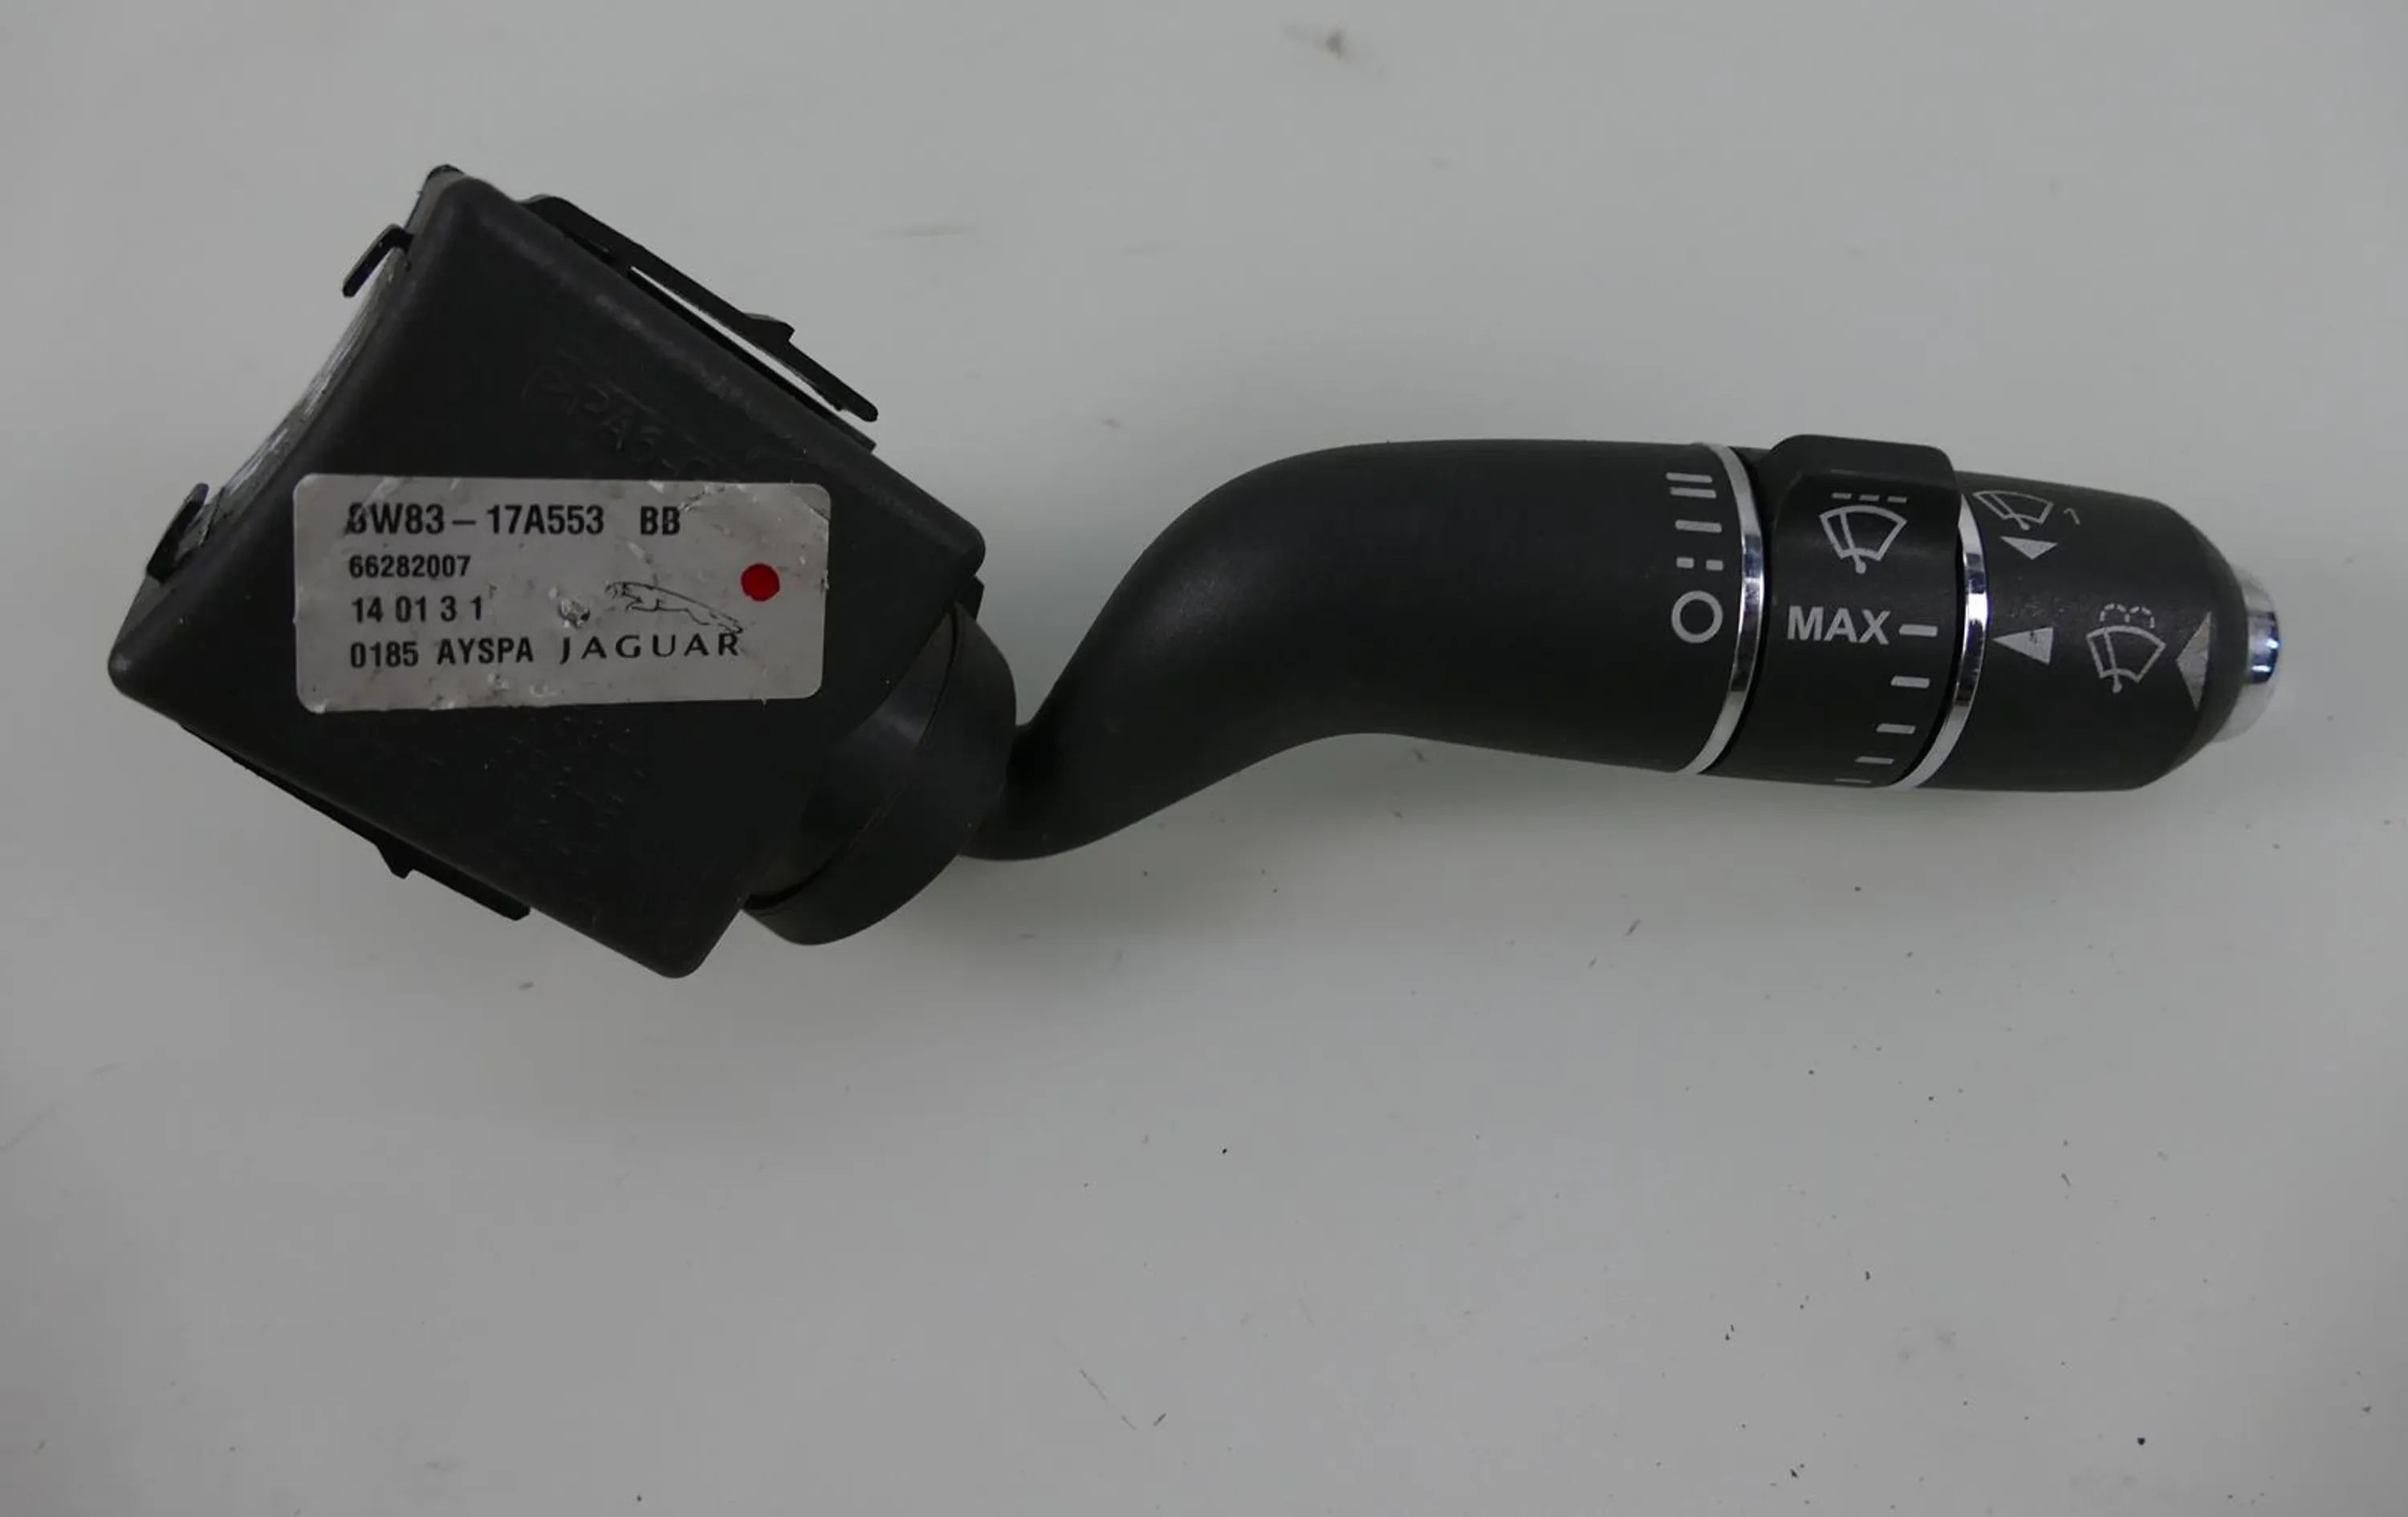 8W83-17A553 BB
66282007
14 01 3 1
0185 AYSPA JAGUAR
MAX